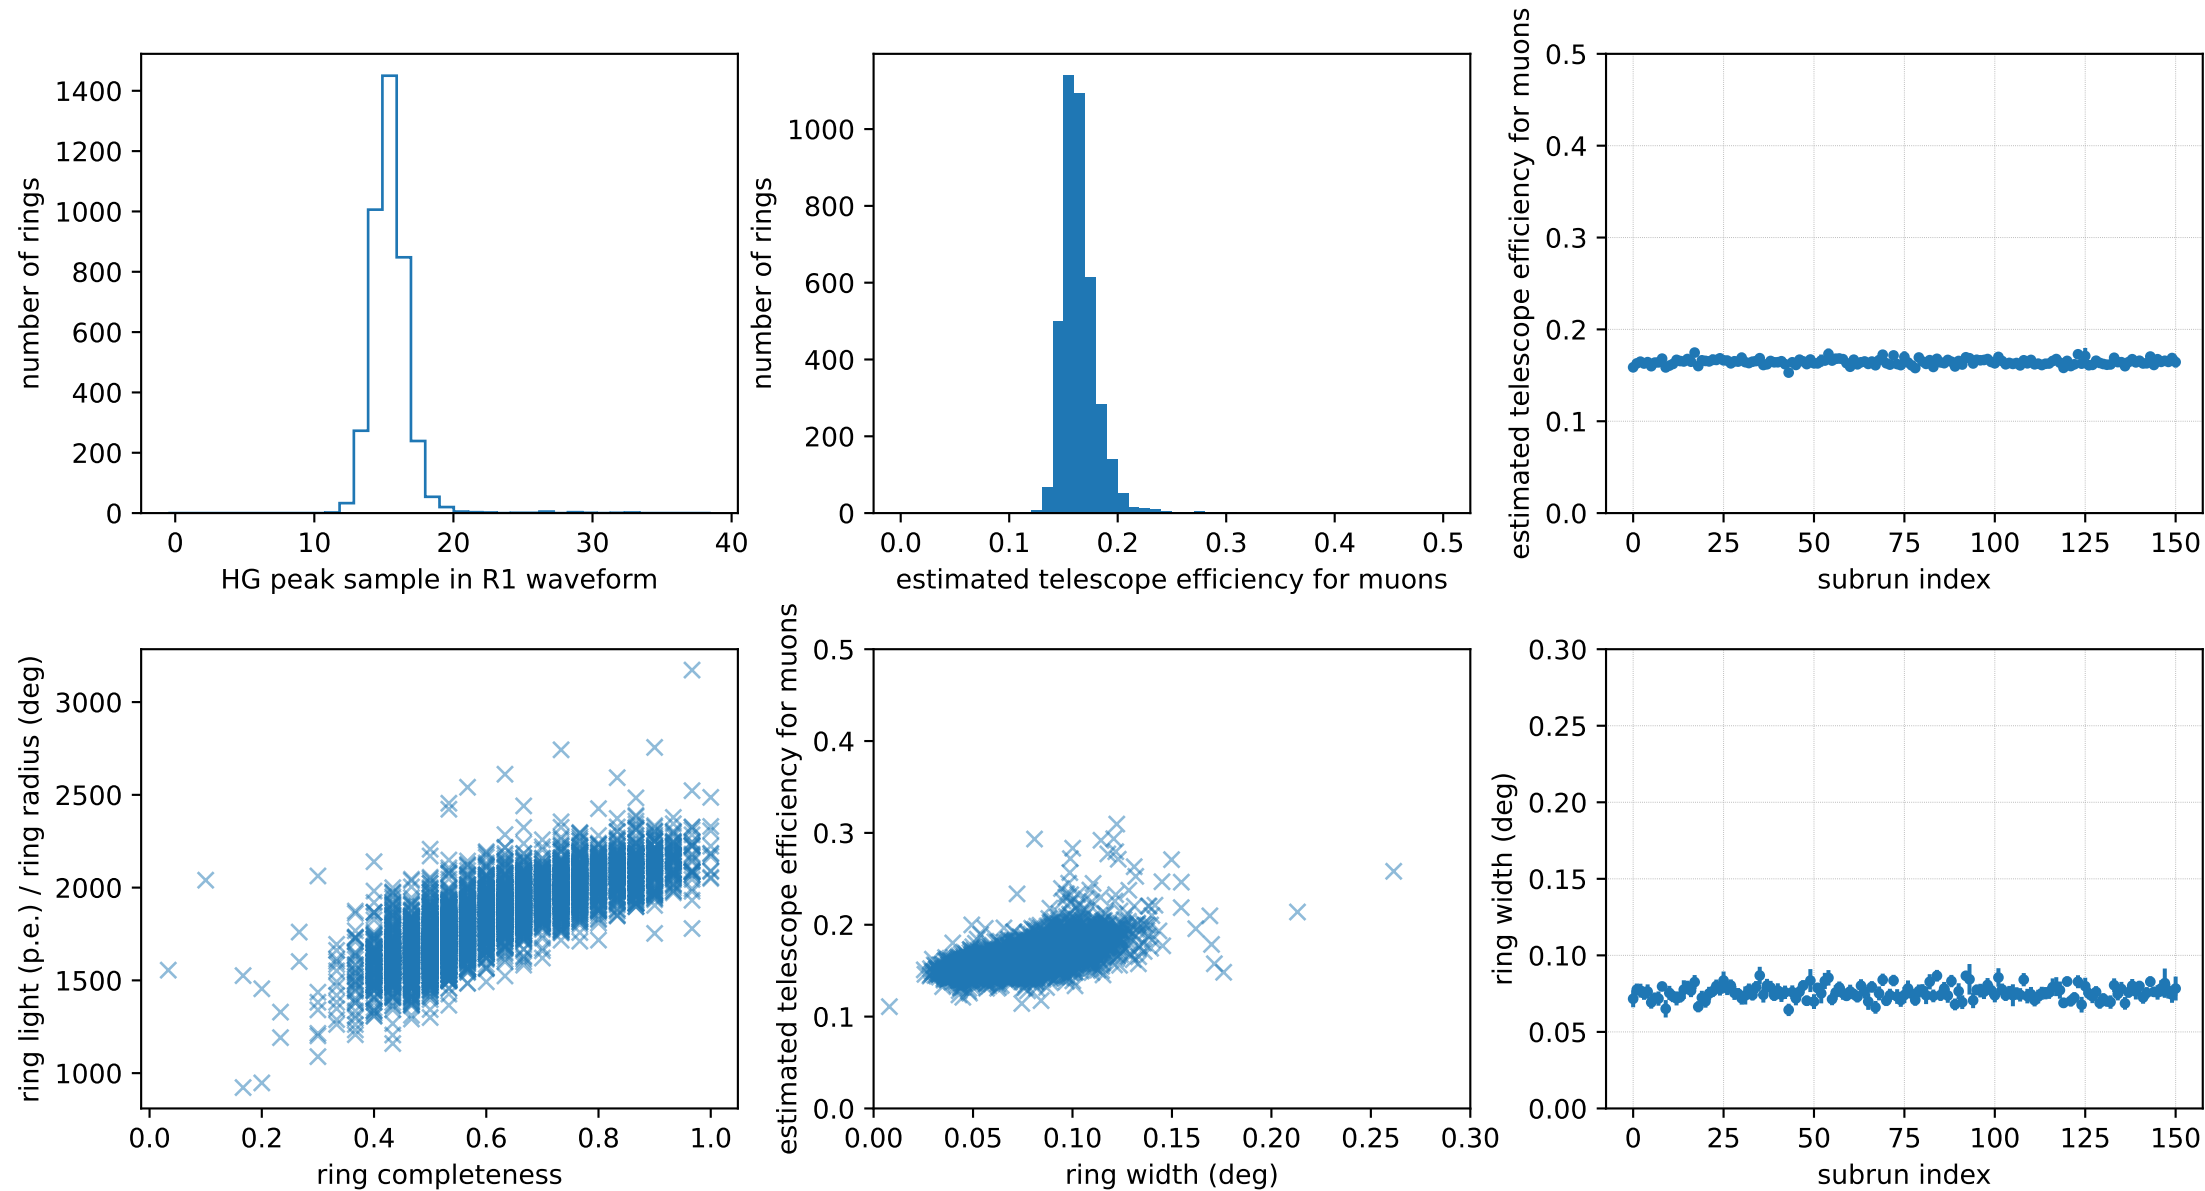 number of rings
1400
1200
1000
800
600
400
200
0
0 10 20 30 40
HG peak sample in R1 waveform
number of rings
1000
800
600
400
200
0
0.0 0.1 0.2 0.3 0.4 0.5
estimated telescope efficiency for muons
estimated telescope efficiency for muons
0.5
0.4
0.3
0.2
0.1
0.0
0 25 50 75 100 125 150
subrun index
ring light (p.e.) / ring radius (deg)
3000
2500
2000
1500
1000
0.0 0.2 0.4 0.6 0.8 1.0
ring completeness
estimated telescope efficiency for muons
0.5
0.4
0.3
0.2
0.1
0.0
0.00 0.05 0.10 0.15 0.20 0.25 0.30
ring width (deg)
ring width (deg)
0.30
0.25
0.20
0.15
0.10
0.05
0.00
0 25 50 75 100 125 150
subrun index